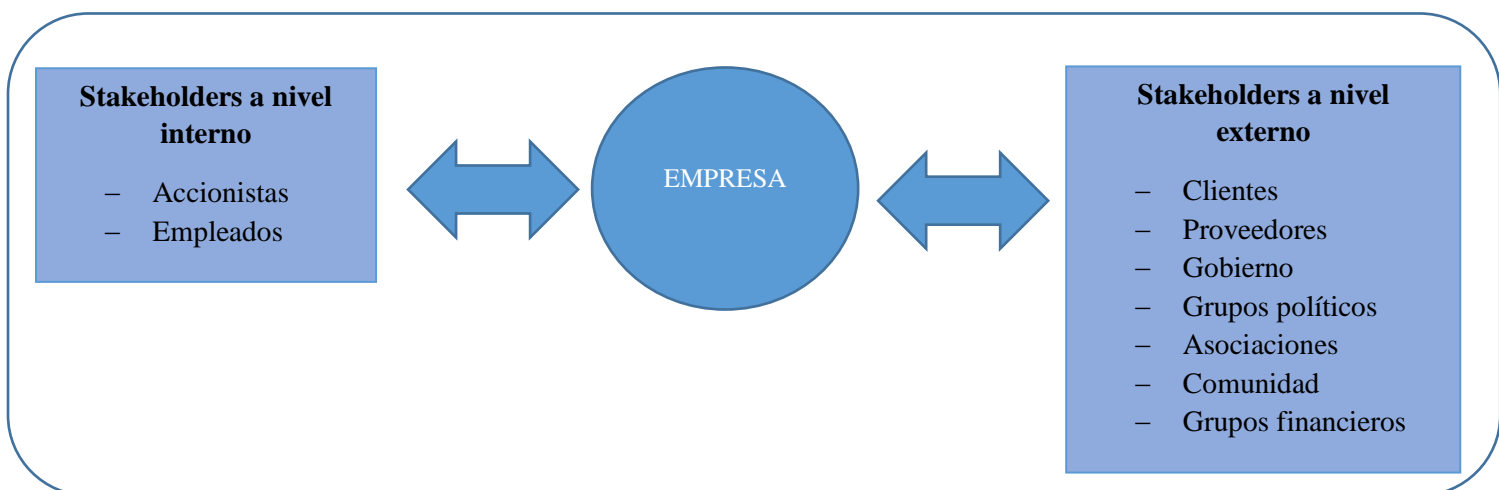 Stakeholders a nivel
interno
– Accionistas
– Empleados
EMPRESA
Stakeholders a nivel
externo
– Clientes
– Proveedores
– Gobierno
– Grupos políticos
– Asociaciones
– Comunidad
– Grupos financieros